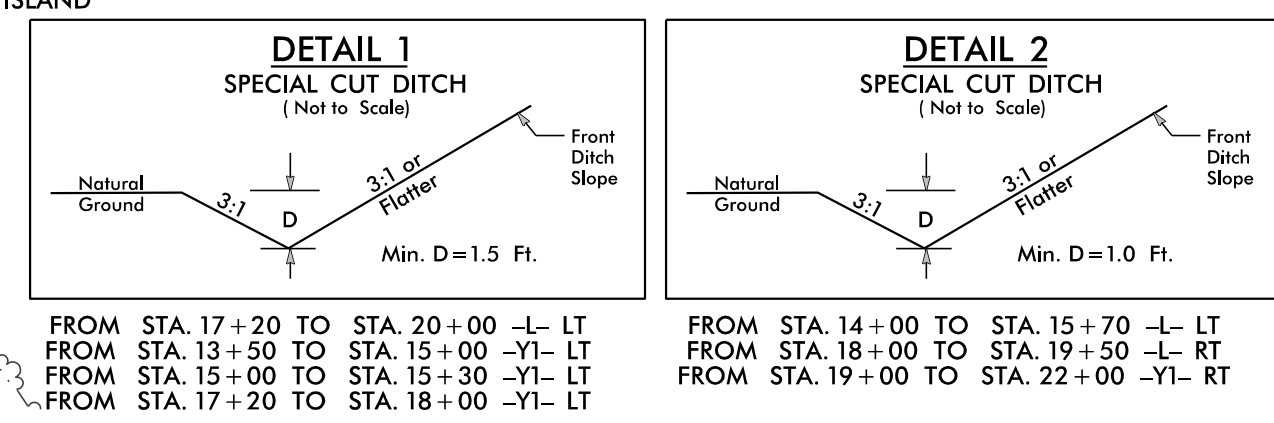 ISLAND
DETAIL 1
SPECIAL CUT DITCH
( Not to Scale)
Natural
Ground
3:1
D
3:1 or
Flatter
Front
Ditch
Slope
Min. D=1.5 Ft.
FROM STA. 17+20 TO STA. 20+00 -L- LT
FROM STA. 13+50 TO STA. 15+00 -Y1- LT
FROM STA. 15+00 TO STA. 15+30 -Y1- LT
FROM STA. 17+20 TO STA. 18+00 -Y1- LT
DETAIL 2
SPECIAL CUT DITCH
( Not to Scale)
Natural
Ground
3:1
D
3:1 or
Flatter
Front
Ditch
Slope
Min. D=1.0 Ft.
FROM STA. 14+00 TO STA. 15+70 -L- LT
FROM STA. 18+00 TO STA. 19+50 -L- RT
FROM STA. 19+00 TO STA. 22+00 -Y1- RT